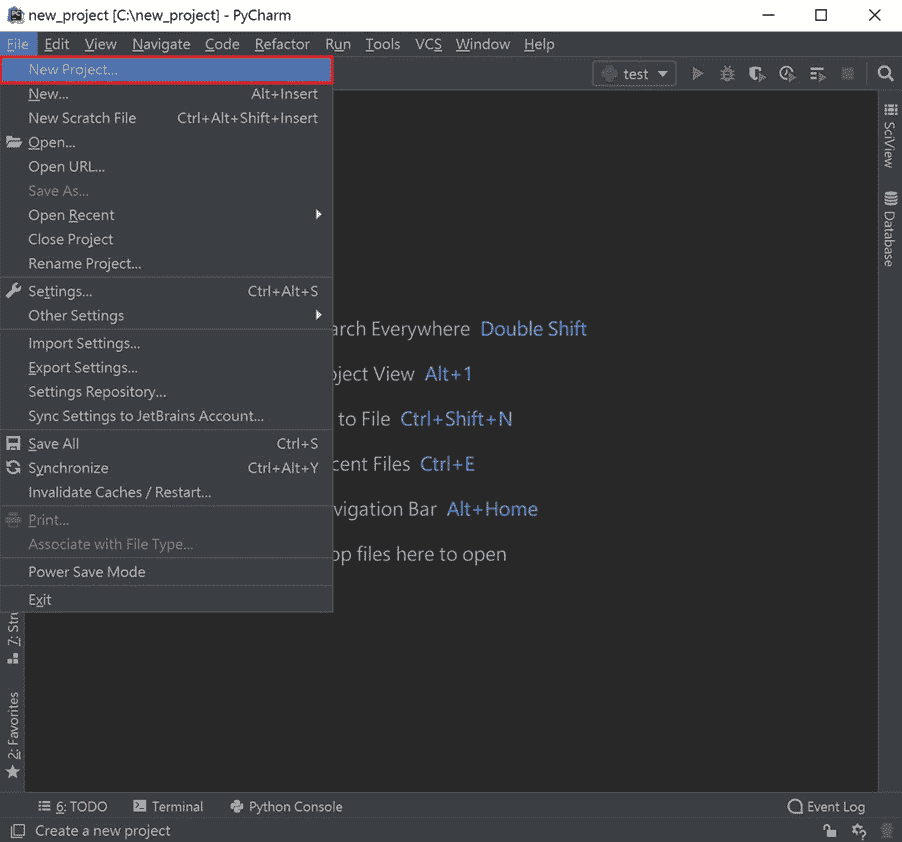 new_project [C:\new_project] - PyCharm
File Edit View Navigate Code Refactor Run Tools VCS Window Help
New Project...
test
New... Alt+Insert
New Scratch File Ctrl+Alt+Shift+Insert
Open...
Open URL...
Save As...
Open Recent
Close Project
Rename Project...
Settings... Ctrl+Alt+S
Other Settings
Import Settings...
Export Settings...
Settings Repository...
Sync Settings to JetBrains Account...
Save All Ctrl+S
Synchronize Ctrl+Alt+Y
Invalidate Caches / Restart...
Print...
Associate with File Type...
Power Save Mode
Exit
arch Everywhere Double Shift
oject View Alt+1
to File Ctrl+Shift+N
cent Files Ctrl+E
vigation Bar Alt+Home
op files here to open
SciView
Database
7: Stru
2: Favorites
6: TODO Terminal Python Console Event Log
Create a new project